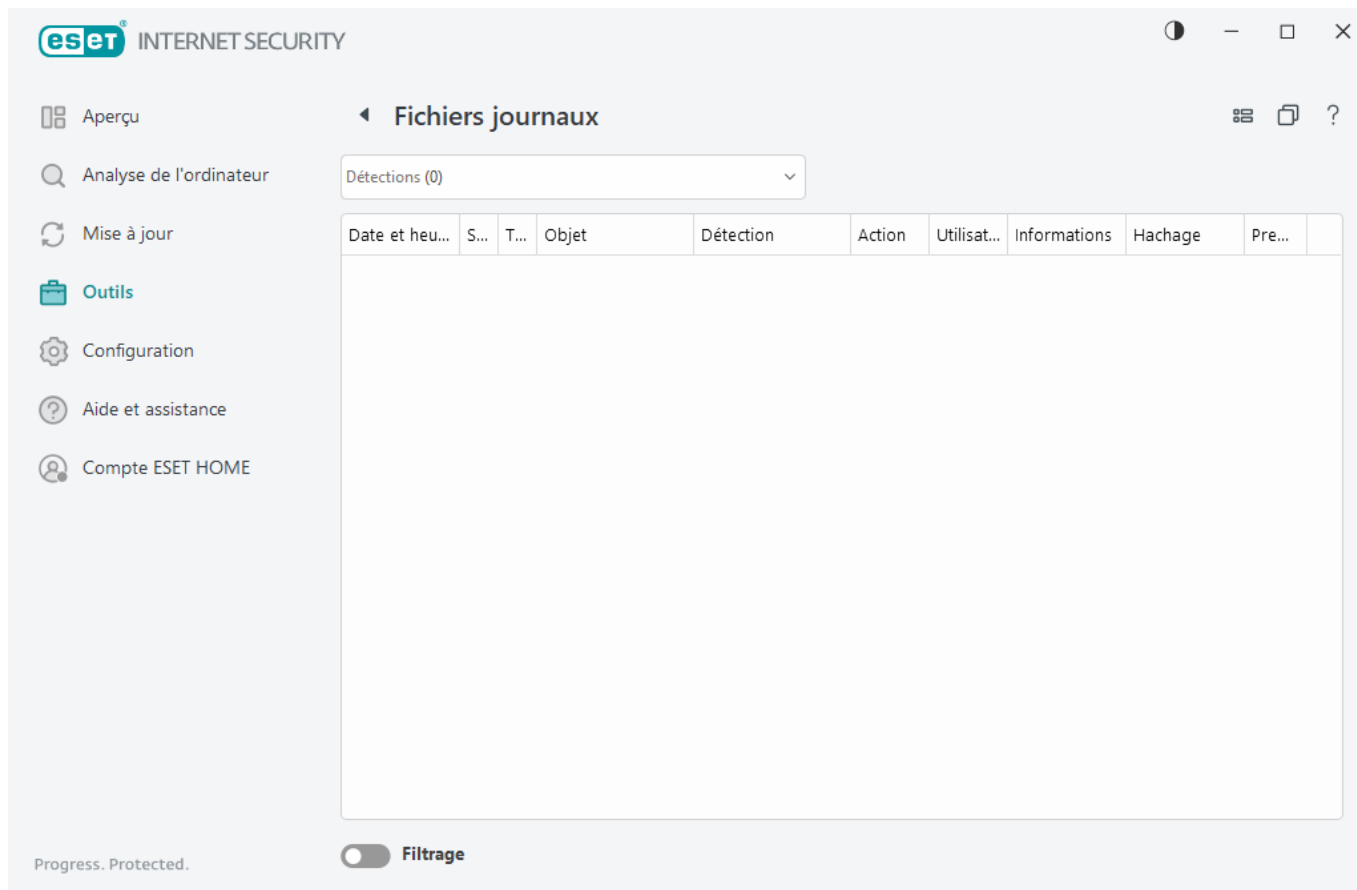 eset® INTERNET SECURITY
Aperçu
Analyse de l'ordinateur
Mise à jour
Outils
Configuration
Aide et assistance
Compte ESET HOME
Fichiers journaux
?
Détections (0)
Date et heu... S... T... Objet Détection Action Utilisat... Informations Hachage Pre...
Filtrage
Progress. Protected.